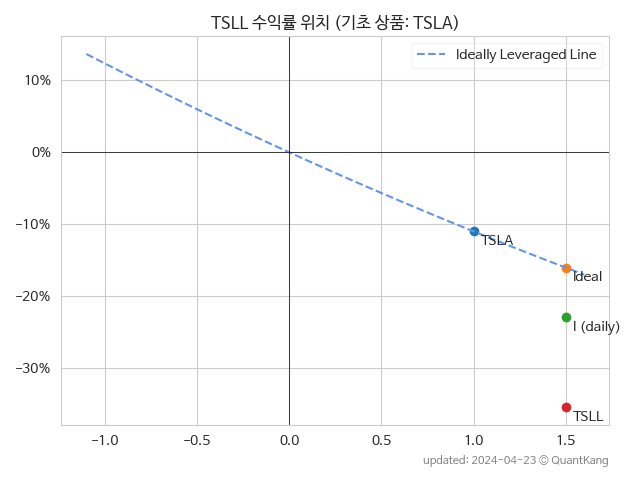 TSLL 수익률 위치 (기초 상품: TSLA)
Ideally Leveraged Line
10%
0%
−10%
−20%
−30%
TSLA
Ideal
I (daily)
TSLL
−1.0
−0.5
0.0
0.5
1.0
1.5
updated: 2024-04-23 © QuantKang